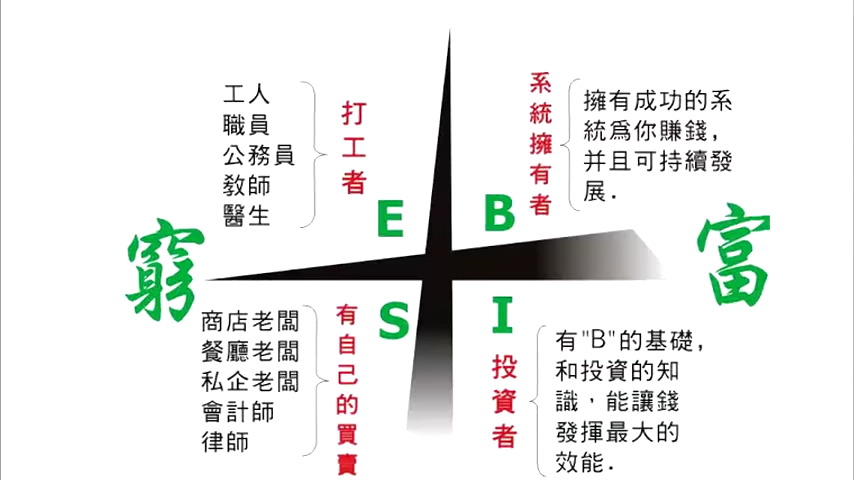 工人
職員
公務員
教師
醫生
打工者
E
系統擁有者
B
擁有成功的系
統爲你賺錢，
并且可持續發
展．
窮
富
商店老闆
餐廳老闆
私企老闆
會計師
律師
有自己的買賣
S
I
投資者
有"B"的基礎，
和投資的知
識，能讓錢
發揮最大的
效能．